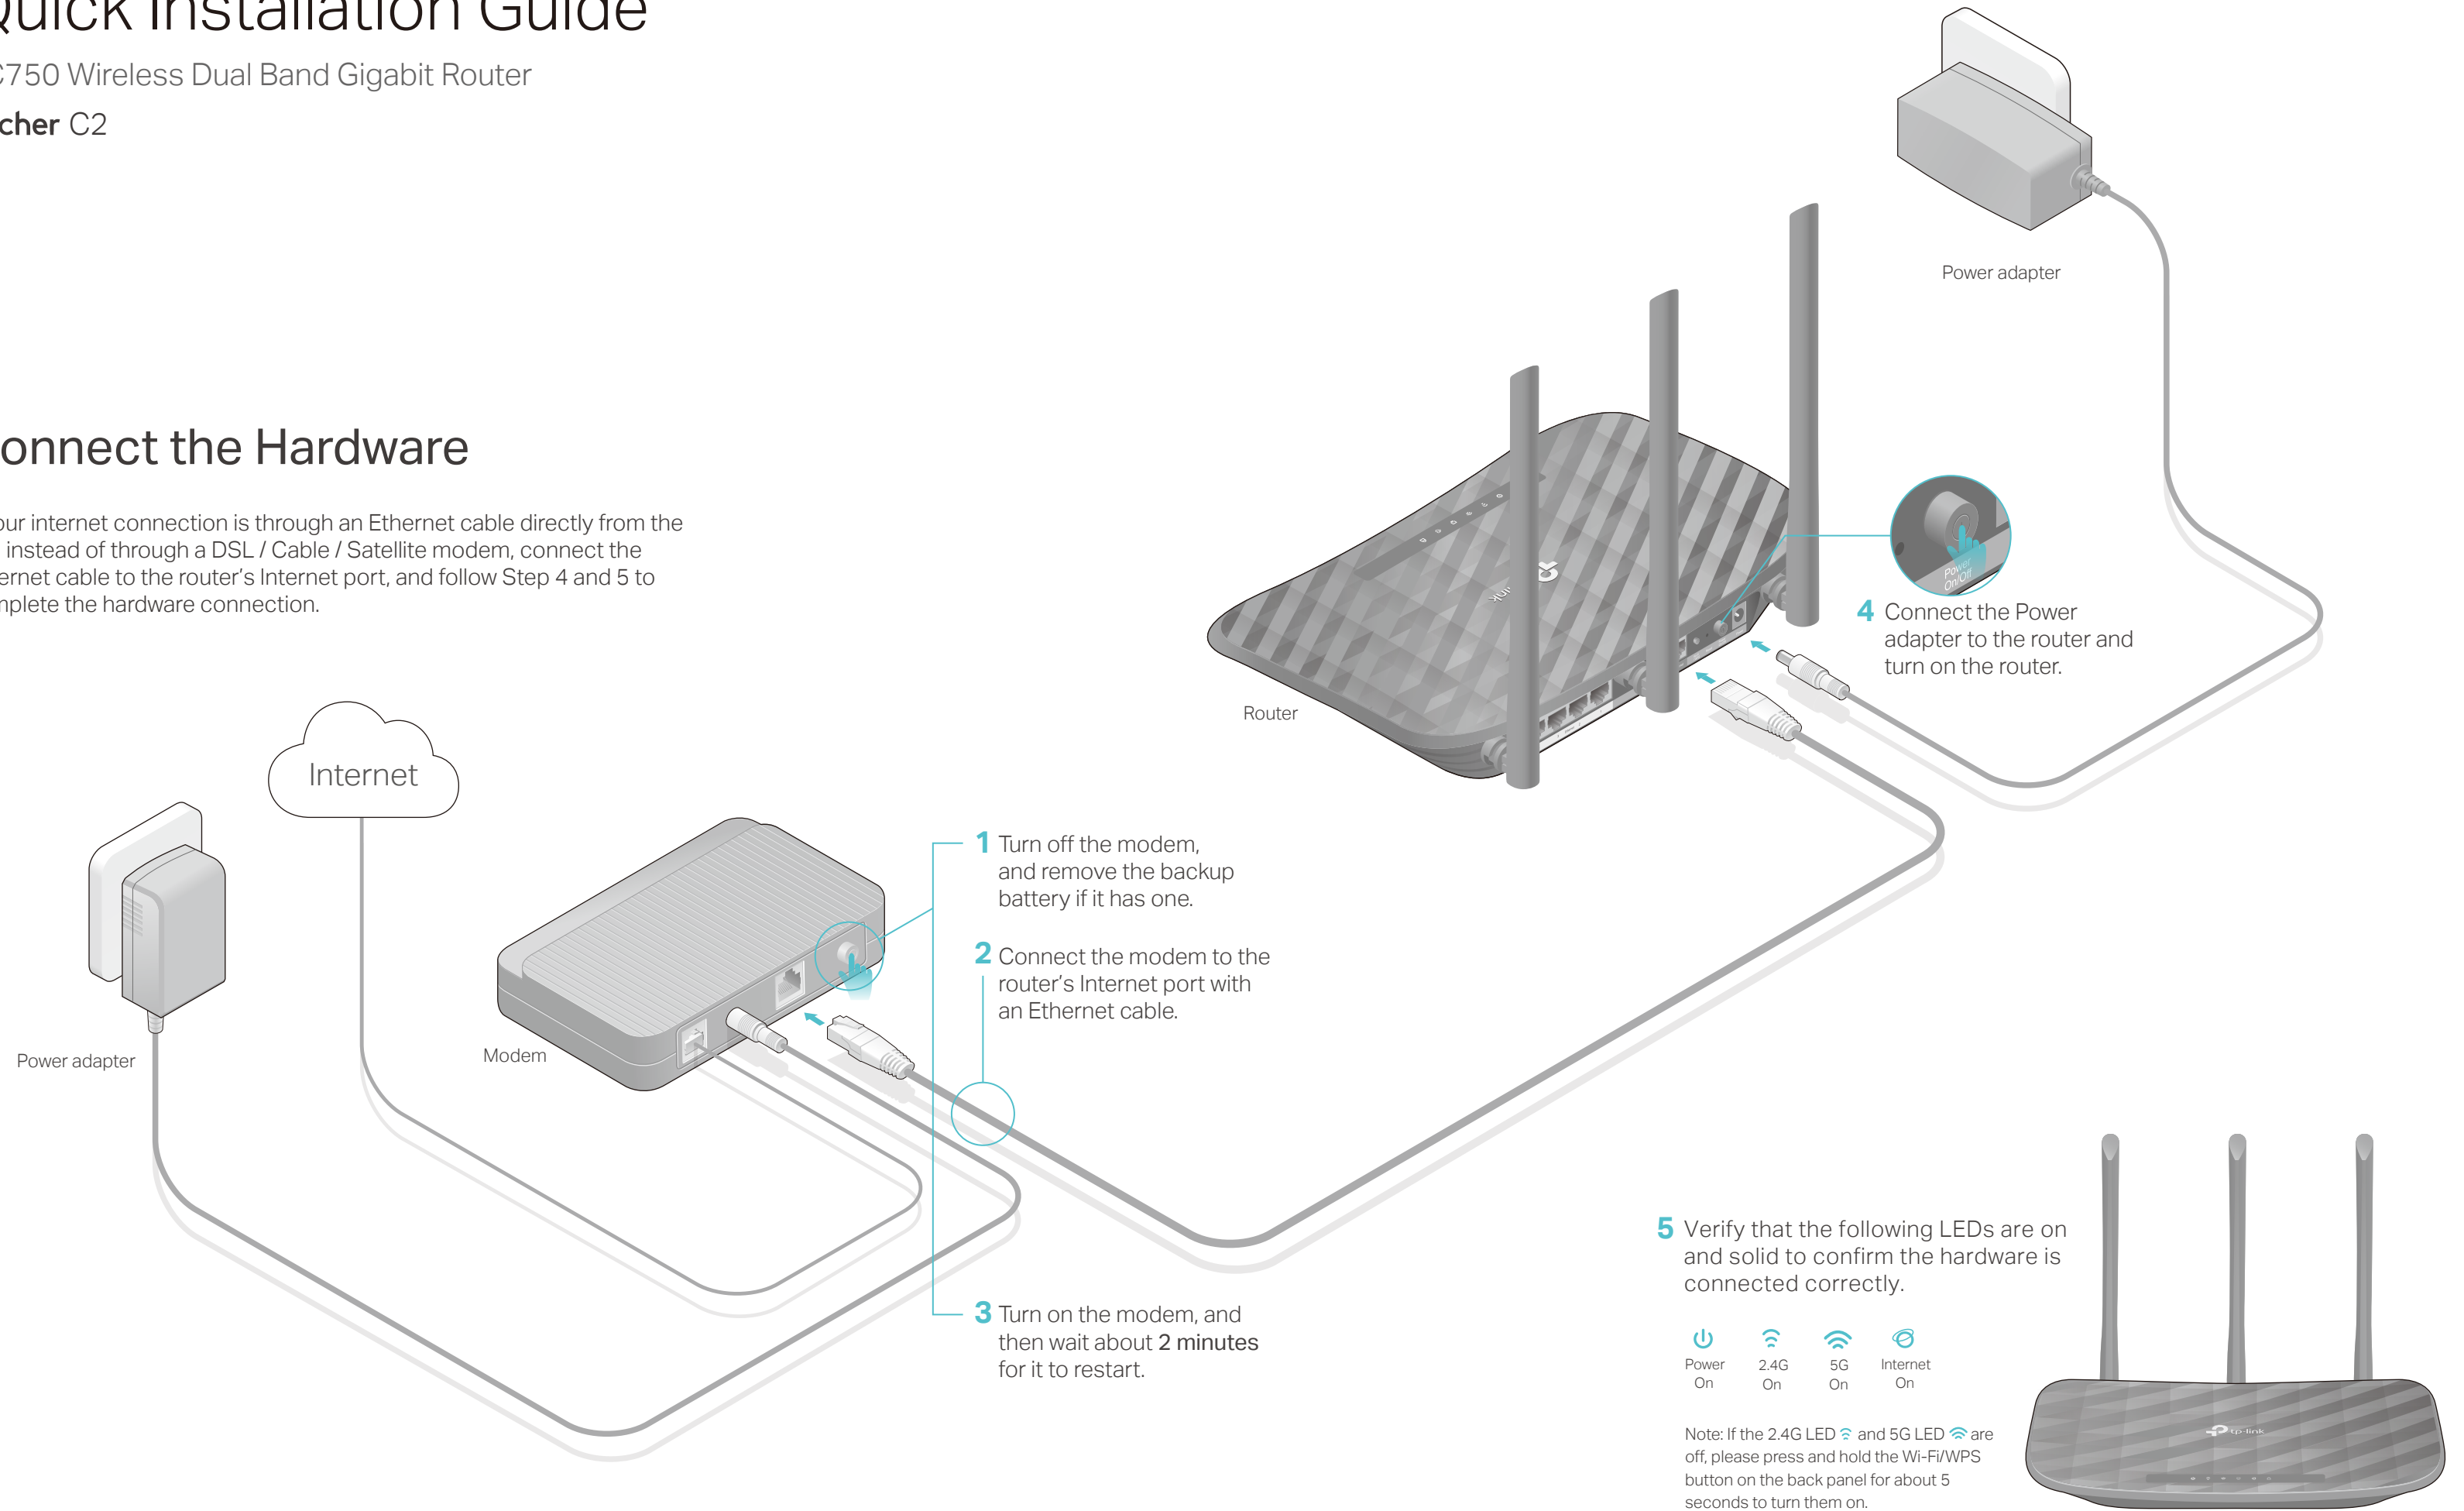 Quick Installation Guide
C750 Wireless Dual Band Gigabit Router
cher C2
onnect the Hardware
our internet connection is through an Ethernet cable directly from the
instead of through a DSL / Cable / Satellite modem, connect the
ernet cable to the router's Internet port, and follow Step 4 and 5 to
mplete the hardware connection.
Power adapter
Power
On/Off
4 Connect the Power
adapter to the router and
turn on the router.
Router
Internet
Power adapter
Modem
1 Turn off the modem,
and remove the backup
battery if it has one.
2 Connect the modem to the
router's Internet port with
an Ethernet cable.
3 Turn on the modem, and
then wait about 2 minutes
for it to restart.
5 Verify that the following LEDs are on
and solid to confirm the hardware is
connected correctly.
Power 2.4G 5G Internet
On On On On
Note: If the 2.4G LED and 5G LED are
off, please press and hold the Wi-Fi/WPS
button on the back panel for about 5
seconds to turn them on.
tp-link